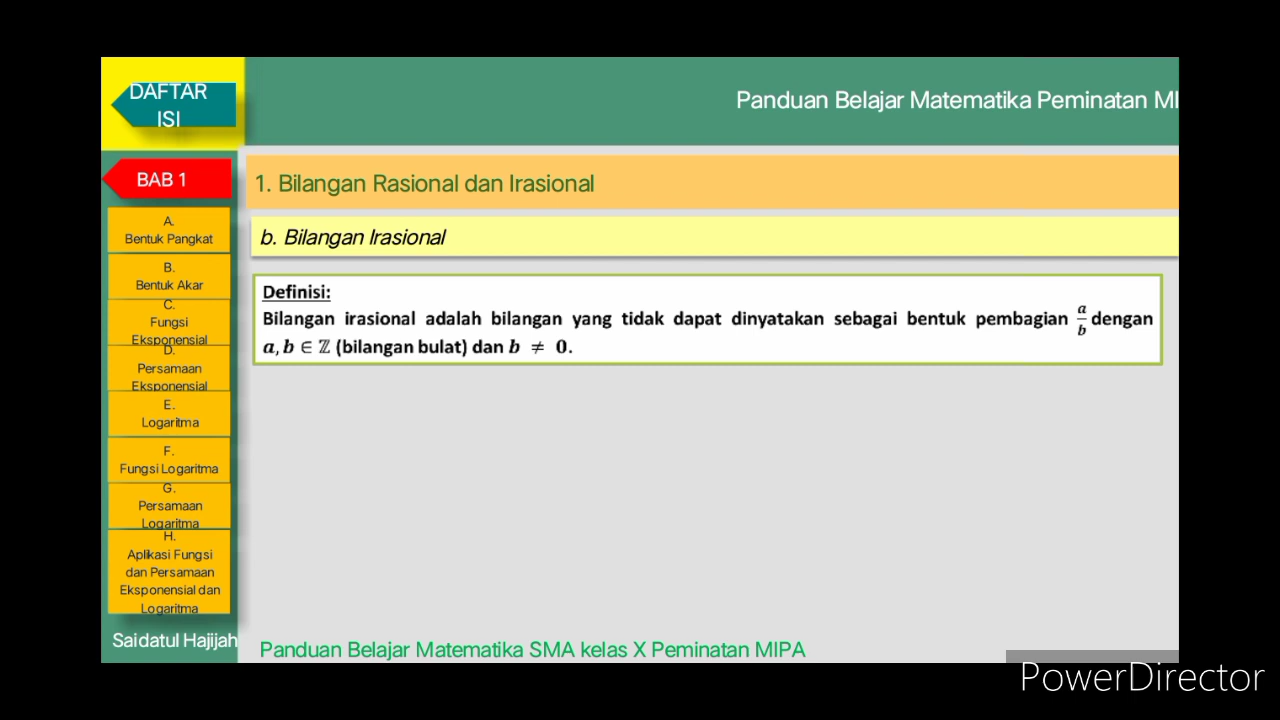 DAFTAR
ISI
Panduan Belajar Matematika Peminatan MI
BAB 1
1. Bilangan Rasional dan Irasional
A.
Bentuk Pangkat
b. Bilangan Irasional
B.
Bentuk Akar
Definisi:
Bilangan irasional adalah bilangan yang tidak dapat dinyatakan sebagai bentuk pembagian a/b dengan
a, b ∈ ℤ (bilangan bulat) dan b ≠ 0.
C.
Fungsi
Eksponensial
D.
Persamaan
Eksponensial
E.
Logaritma
F.
Fungsi Logaritma
G.
Persamaan
Logaritma
H.
Aplikasi Fungsi
dan Persamaan
Eksponensial dan
Logaritma
Saidatul Hajijah
Panduan Belajar Matematika SMA kelas X Peminatan MIPA
PowerDirector